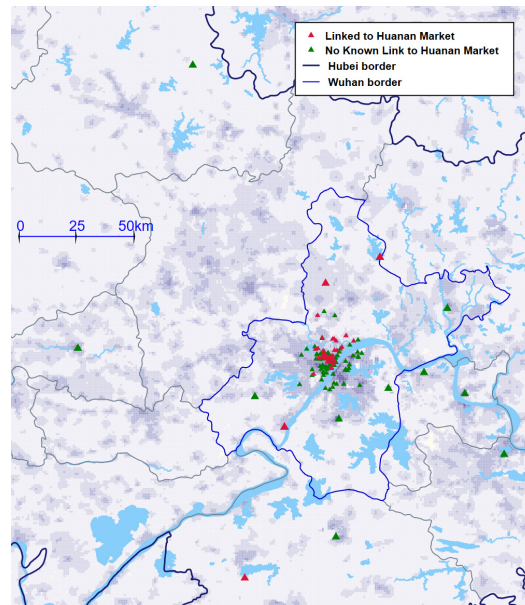 Linked to Huanan Market
No Known Link to Huanan Market
Hubei border
Wuhan border
0 25 50km